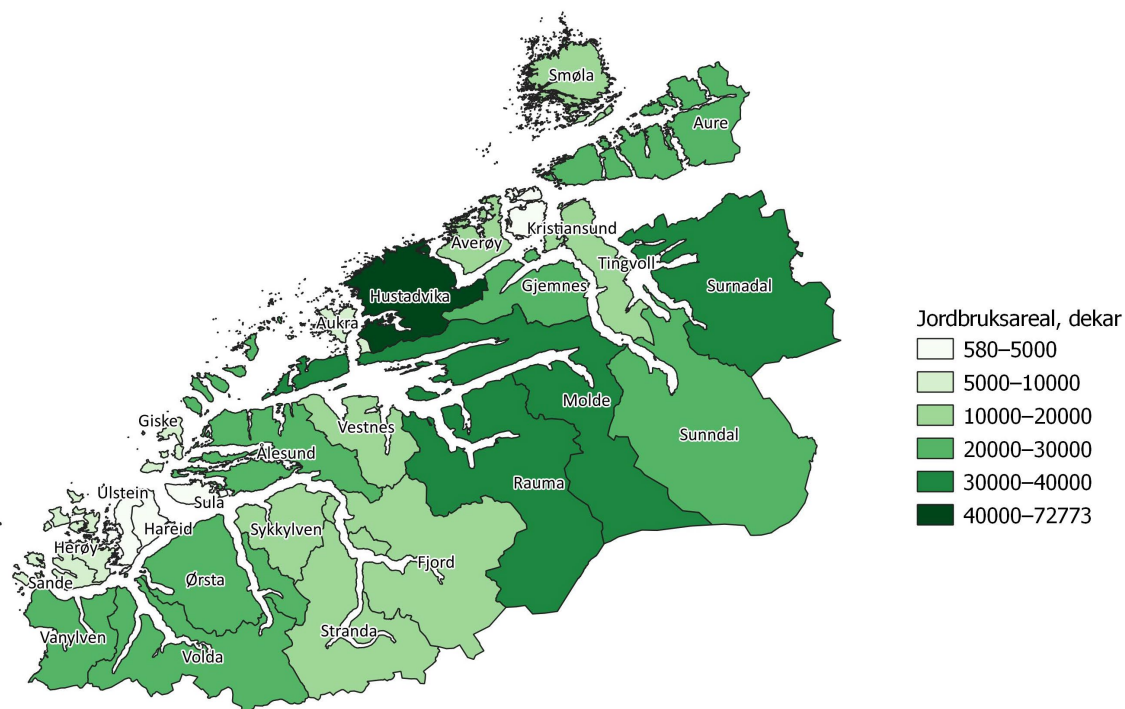 Smøla
Aure
Kristiansund
Averøy
Tingvoll
Gjemnes
Surnadal
Hustadvika
Aukra
Molde
Giske
Vestnes
Sunndal
Ålesund
Rauma
Ulstein
Sula
Hareid
Sykkylven
Herøy
Fjord
Sande
Ørsta
Stranda
Vanylven
Volda
Jordbruksareal, dekar
580–5000
5000–10000
10000–20000
20000–30000
30000–40000
40000–72773